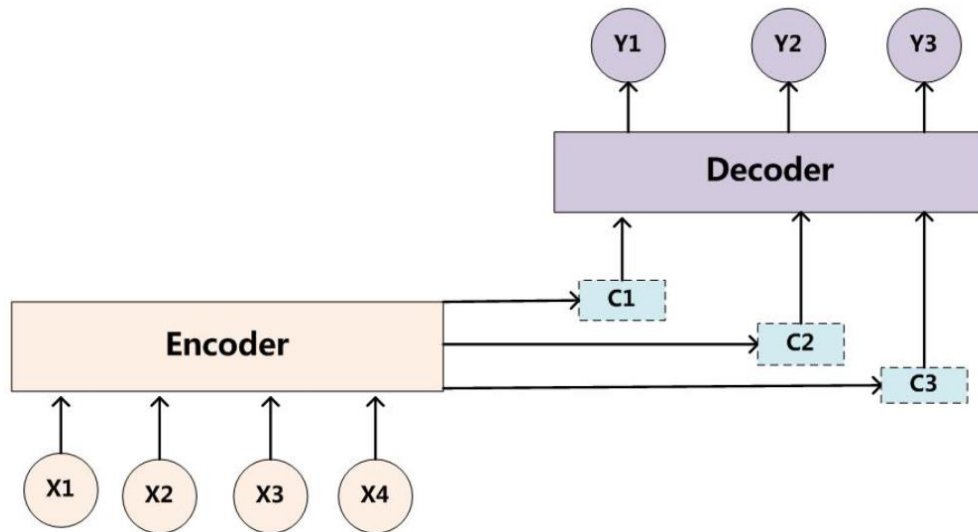 Y1 Y2 Y3
Decoder
C1
Encoder
C2
C3
X1 X2 X3 X4